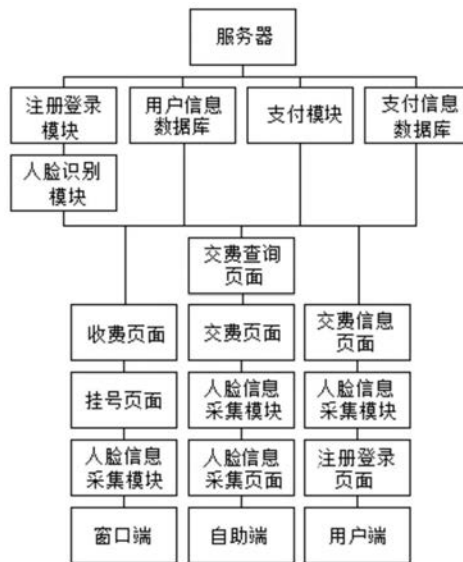 服务器
注册登录
模块
用户信息
数据库
支付模块
支付信息
数据库
人脸识别
模块
交费查询
页面
收费页面
交费页面
交费信息
页面
挂号页面
人脸信息
采集模块
人脸信息
采集模块
人脸信息
采集模块
人脸信息
采集页面
注册登录
页面
窗口端
自助端
用户端